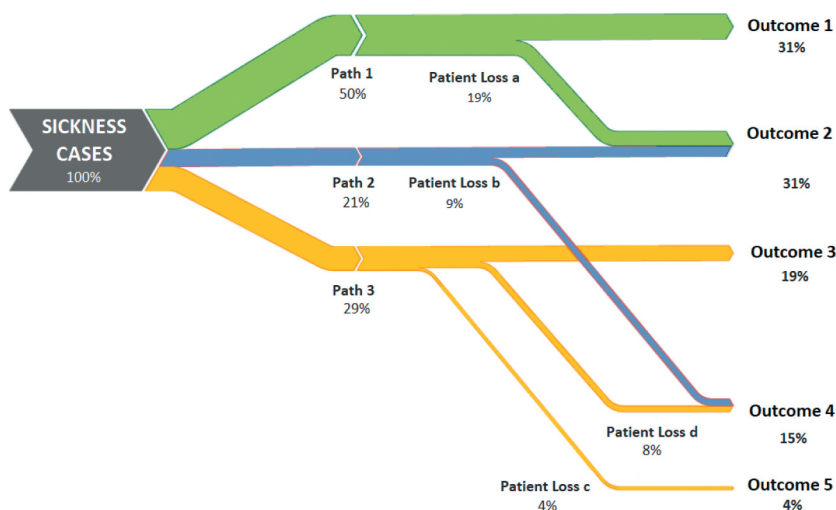 SICKNESS
CASES
100%
Path 1
50%
Patient Loss a
19%
Outcome 1
31%
Path 2
21%
Patient Loss b
9%
Outcome 2
31%
Path 3
29%
Outcome 3
19%
Patient Loss d
8%
Outcome 4
15%
Patient Loss c
4%
Outcome 5
4%